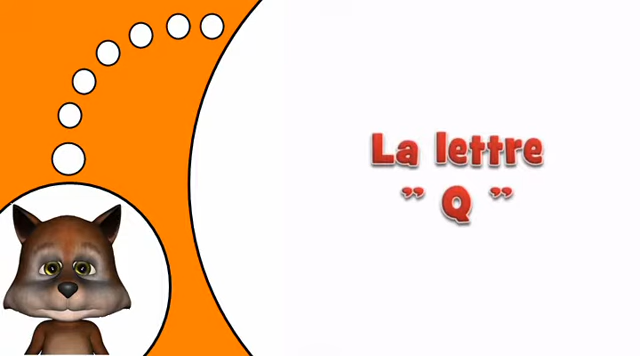 La lettre
” Q ”